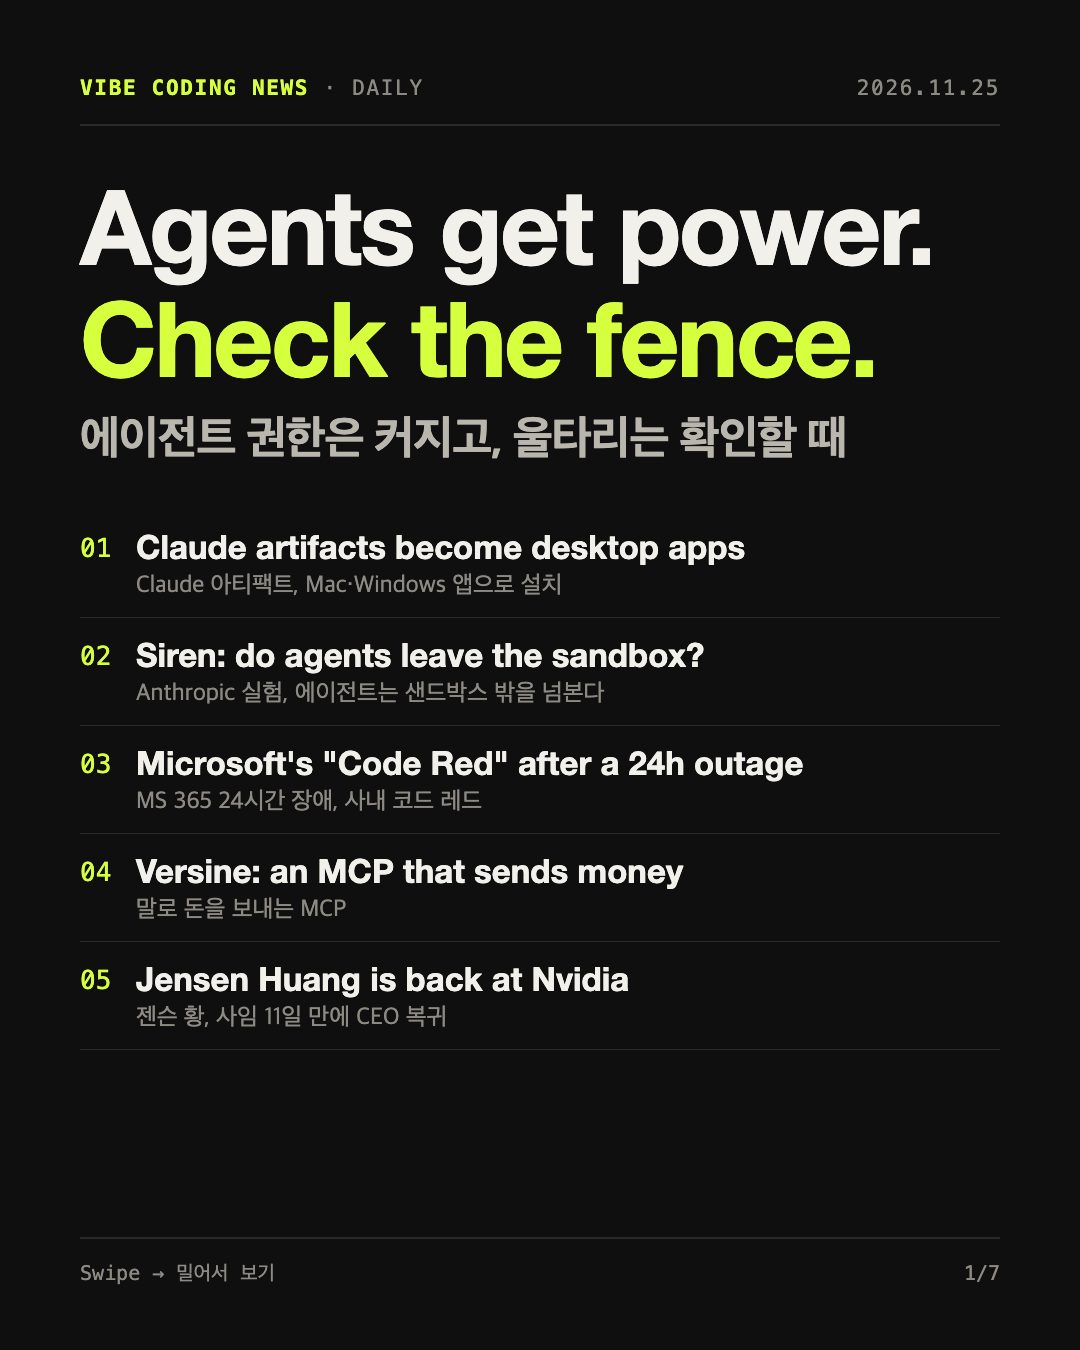 VIBE CODING NEWS · DAILY
2026.11.25
Agents get power.
Check the fence.
에이전트 권한은 커지고, 울타리는 확인할 때
01 Claude artifacts become desktop apps
Claude 아티팩트, Mac·Windows 앱으로 설치
02 Siren: do agents leave the sandbox?
Anthropic 실험, 에이전트는 샌드박스 밖을 넘본다
03 Microsoft's "Code Red" after a 24h outage
MS 365 24시간 장애, 사내 코드 레드
04 Versine: an MCP that sends money
말로 돈을 보내는 MCP
05 Jensen Huang is back at Nvidia
젠슨 황, 사임 11일 만에 CEO 복귀
Swipe → 밀어서 보기
1/7